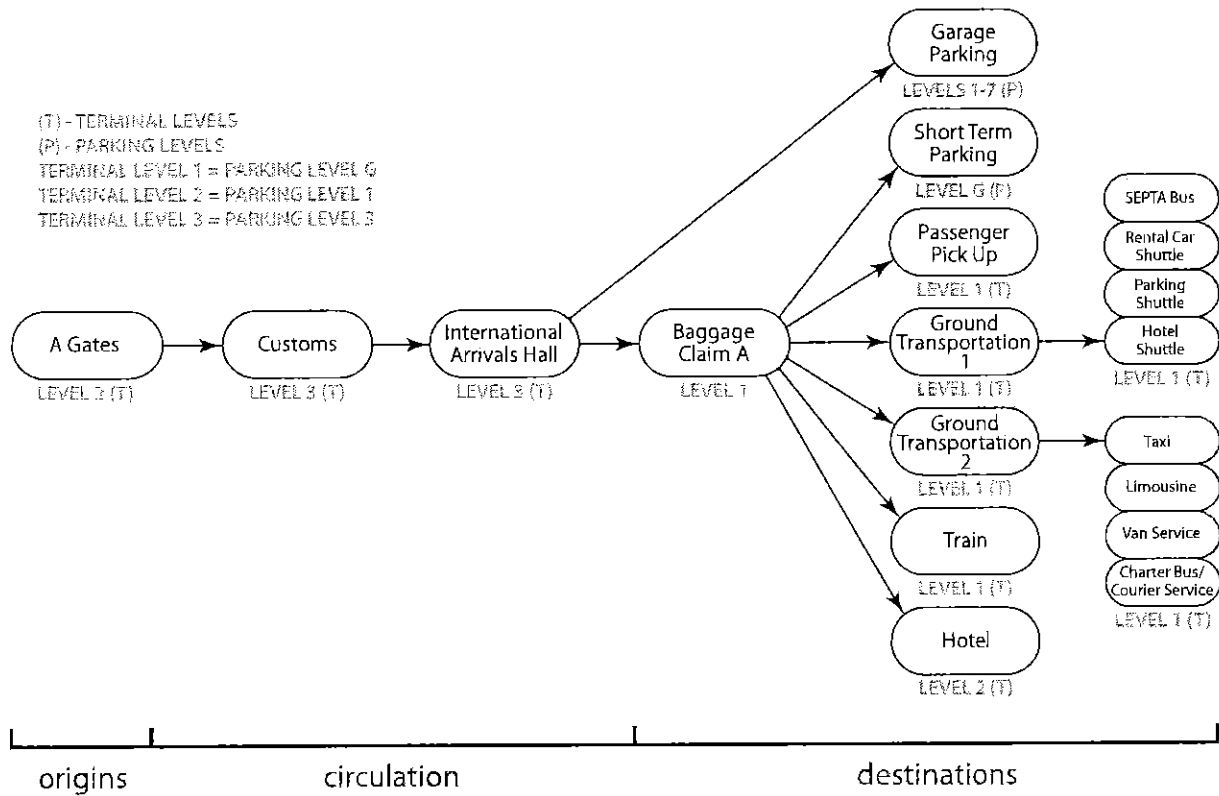 Garage
Parking
LEVELS 1-7 (P)
(T) - TERMINAL LEVELS
(P) - PARKING LEVELS
TERMINAL LEVEL 1 = PARKING LEVEL G
TERMINAL LEVEL 2 = PARKING LEVEL 1
TERMINAL LEVEL 3 = PARKING LEVEL 3
Short Term
Parking
LEVEL G (P)
Passenger
Pick Up
LEVEL 1 (T)
SEPTA Bus
Rental Car
Shuttle
Parking
Shuttle
Hotel
Shuttle
LEVEL 1 (T)
A Gates
LEVEL 2 (T)
Customs
LEVEL 3 (T)
International
Arrivals Hall
LEVEL 3 (T)
Baggage
Claim A
LEVEL 1
Ground
Transportation
1
LEVEL 1 (T)
Ground
Transportation
2
LEVEL 1 (T)
Taxi
Limousine
Van Service
Charter Bus/
Courier Service
LEVEL 1 (T)
Train
LEVEL 1 (T)
Hotel
LEVEL 2 (T)
origins
circulation
destinations